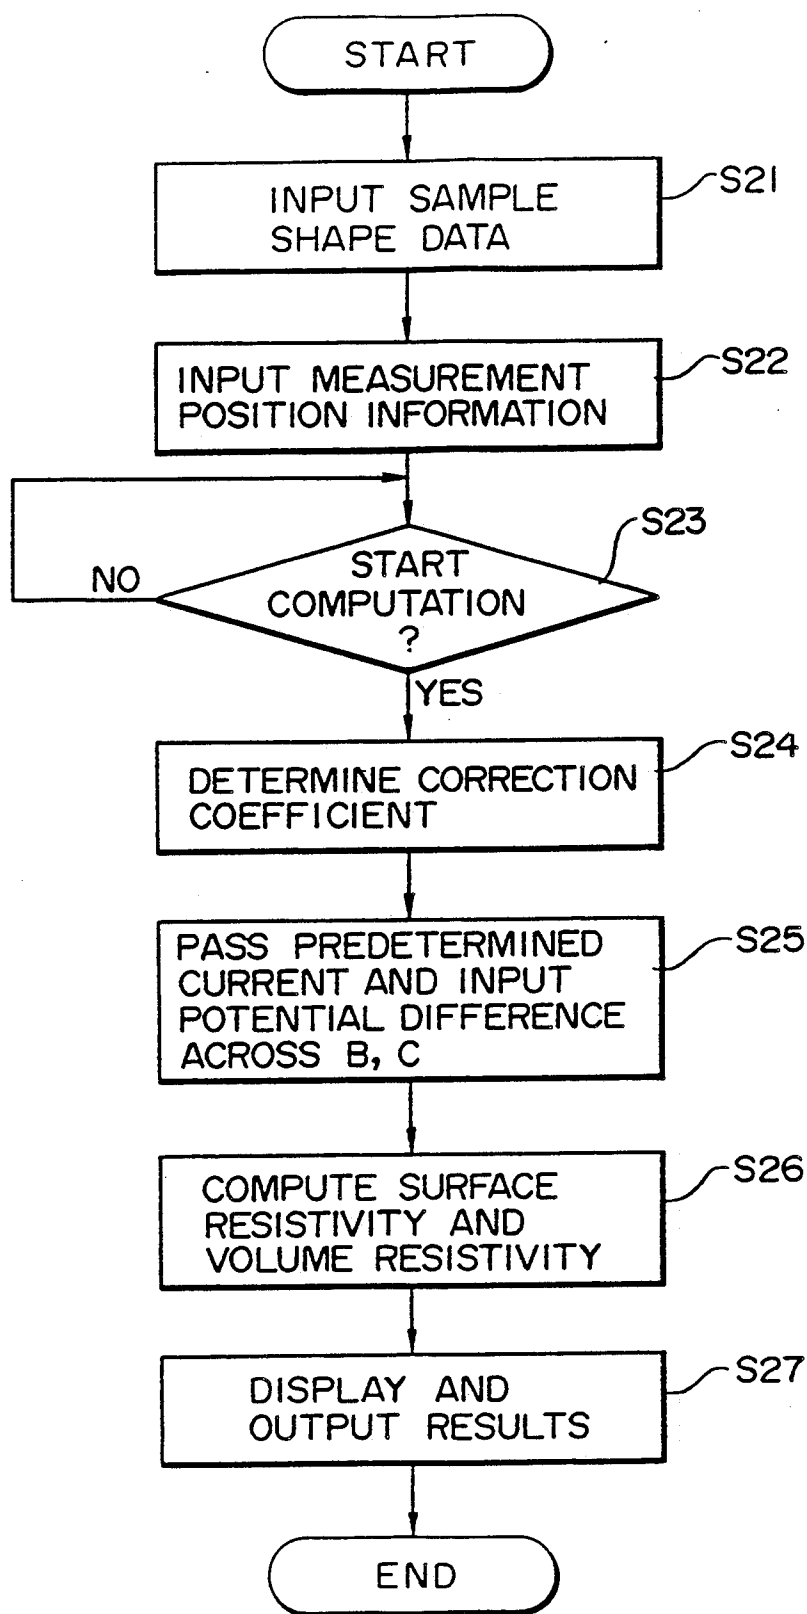 START
S21
INPUT SAMPLE
SHAPE DATA
S22
INPUT MEASUREMENT
POSITION INFORMATION
S23
START
COMPUTATION
?
NO
YES
S24
DETERMINE CORRECTION
COEFFICIENT
S25
PASS PREDETERMINED
CURRENT AND INPUT
POTENTIAL DIFFERENCE
ACROSS B, C
S26
COMPUTE SURFACE
RESISTIVITY AND
VOLUME RESISTIVITY
S27
DISPLAY AND
OUTPUT RESULTS
END